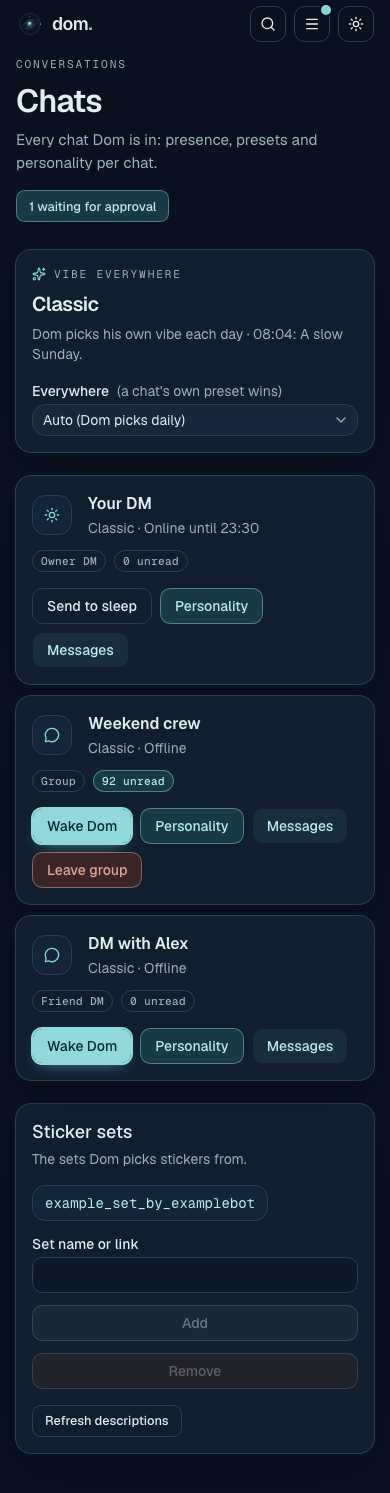 dom.
CONVERSATIONS
Chats
Every chat Dom is in: presence, presets and
personality per chat.
1 waiting for approval
VIBE EVERYWHERE
Classic
Dom picks his own vibe each day · 08:04: A slow
Sunday.
Everywhere (a chat's own preset wins)
Auto (Dom picks daily)
Your DM
Classic · Online until 23:30
Owner DM 0 unread
Send to sleep Personality
Messages
Weekend crew
Classic · Offline
Group 92 unread
Wake Dom Personality Messages
Leave group
DM with Alex
Classic · Offline
Friend DM 0 unread
Wake Dom Personality Messages
Sticker sets
The sets Dom picks stickers from.
example_set_by_examplebot
Set name or link
Add
Remove
Refresh descriptions